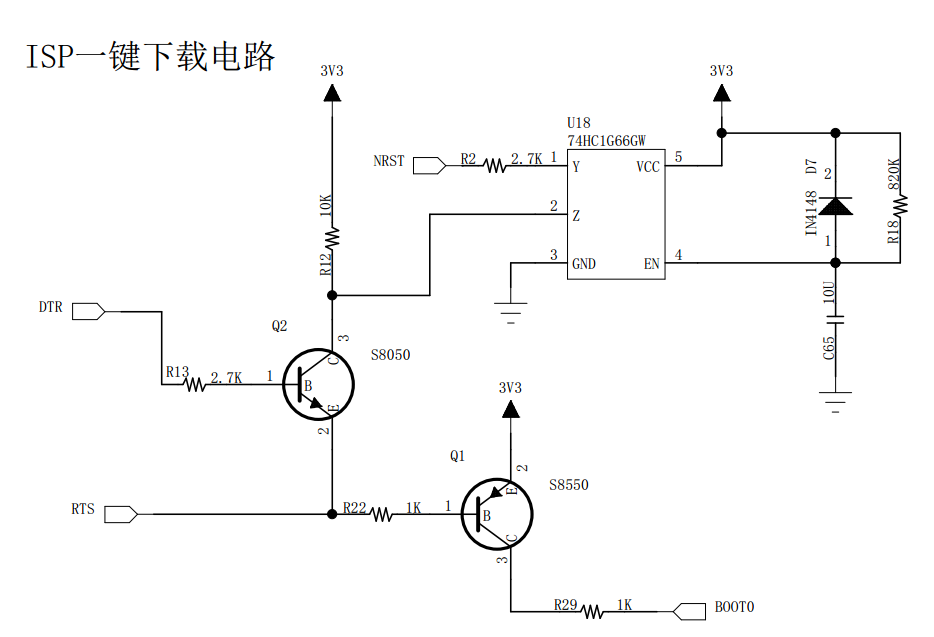 ISP一键下载电路
3V3
3V3
U18
74HC1G66GW
NRST
R2
2.7K
1
Y
VCC
5
D7
2
820K
10K
IN4148
2
Z
R18
R12
1
3
GND
EN
4
10U
DTR
Q2
3
S8050
C65
C
R13
2.7K
1
B
3V3
E
2
Q1
2
S8550
E
RTS
R22
1K
1
B
C
3
R29
1K
BOOT0